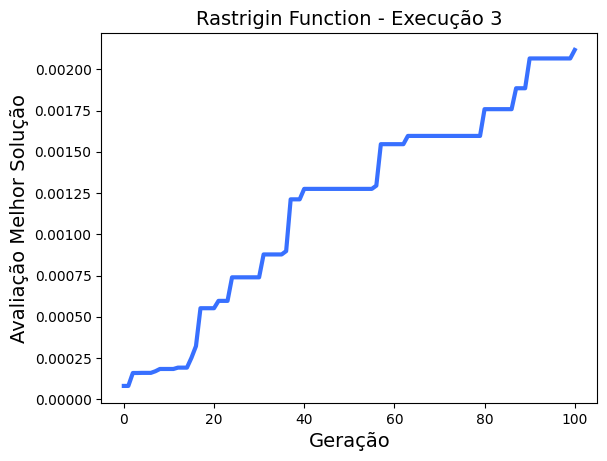 Rastrigin Function - Execução 3
Avaliação Melhor Solução
0.00200
0.00175
0.00150
0.00125
0.00100
0.00075
0.00050
0.00025
0.00000
0 20 40 60 80 100
Geração